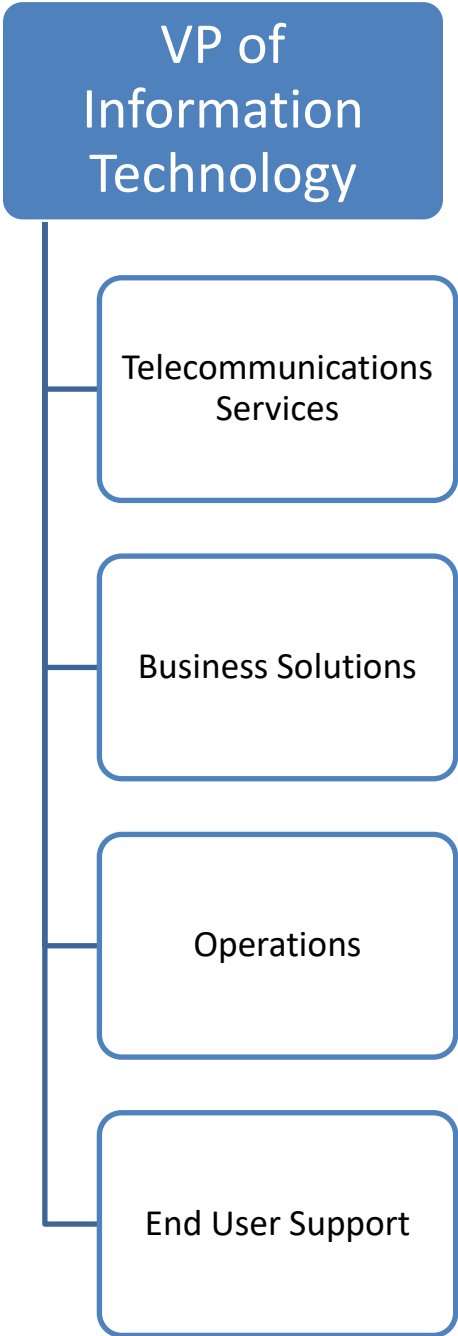 VP of
Information
Technology
Telecommunications
Services
Business Solutions
Operations
End User Support